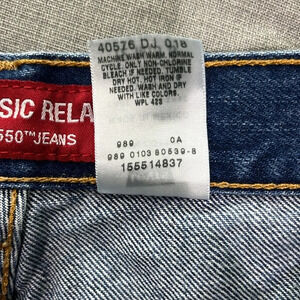 40576 DJ 018
MACHINE WASH WARM, NORMAL
CYCLE. ONLY NON-CHLORINE
BLEACH IF NEEDED. TUMBLE
DRY HOT. HOT IRON IF
NEEDED. WASH AND DRY
WITH LIKE COLORS.
WPL 423
SIC RELA
550™JEANS
989 0A
989 0103 80539-8
155514837